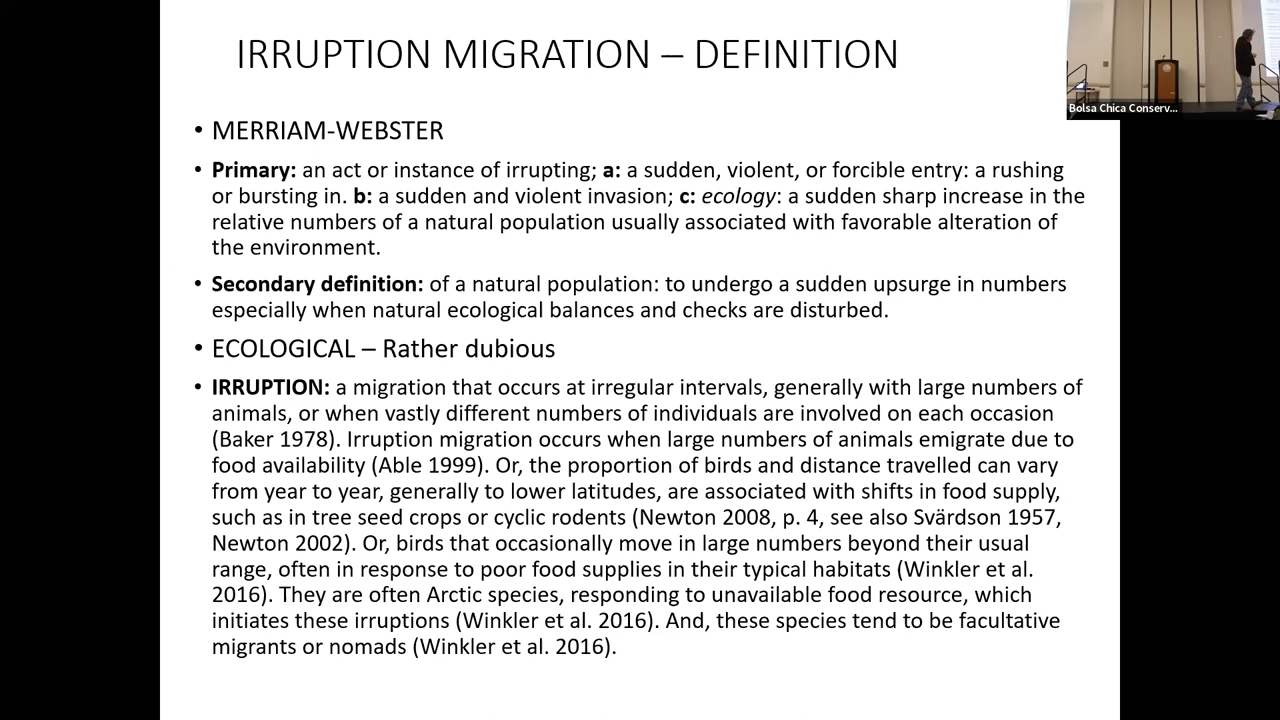 IRRUPTION MIGRATION – DEFINITION
Bolsa Chica Conserv...
• MERRIAM-WEBSTER
• Primary: an act or instance of irrupting; a: a sudden, violent, or forcible entry: a rushing
or bursting in. b: a sudden and violent invasion; c: ecology: a sudden sharp increase in the
relative numbers of a natural population usually associated with favorable alteration of
the environment.
• Secondary definition: of a natural population: to undergo a sudden upsurge in numbers
especially when natural ecological balances and checks are disturbed.
• ECOLOGICAL – Rather dubious
• IRRUPTION: a migration that occurs at irregular intervals, generally with large numbers of
animals, or when vastly different numbers of individuals are involved on each occasion
(Baker 1978). Irruption migration occurs when large numbers of animals emigrate due to
food availability (Able 1999). Or, the proportion of birds and distance travelled can vary
from year to year, generally to lower latitudes, are associated with shifts in food supply,
such as in tree seed crops or cyclic rodents (Newton 2008, p. 4, see also Svärdson 1957,
Newton 2002). Or, birds that occasionally move in large numbers beyond their usual
range, often in response to poor food supplies in their typical habitats (Winkler et al.
2016). They are often Arctic species, responding to unavailable food resource, which
initiates these irruptions (Winkler et al. 2016). And, these species tend to be facultative
migrants or nomads (Winkler et al. 2016).